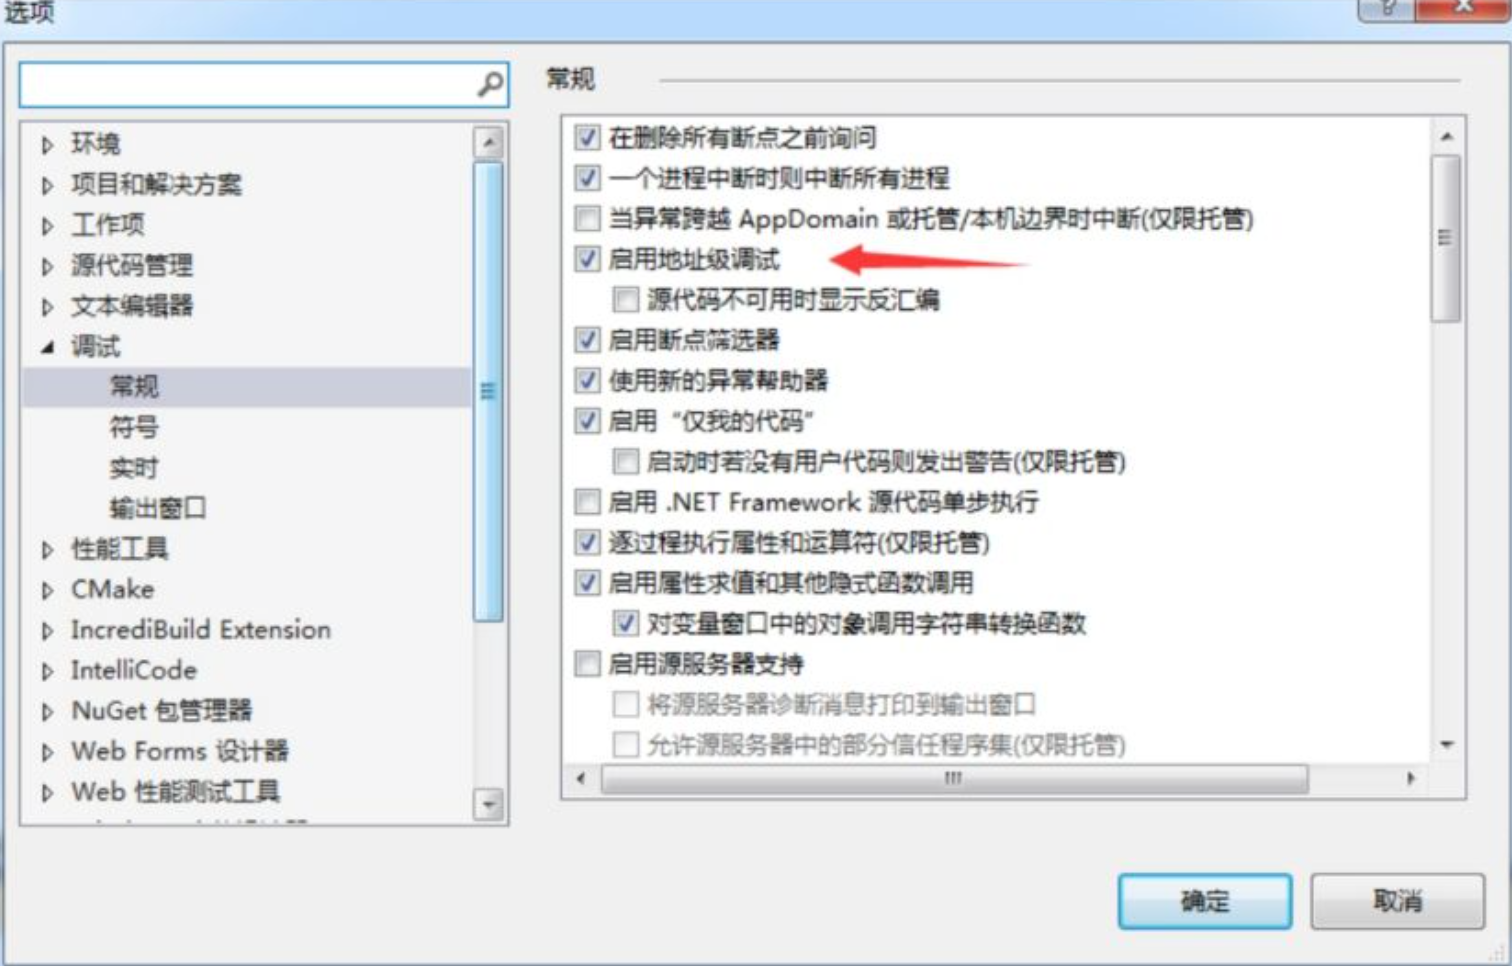 选项
环境
项目和解决方案
工作项
源代码管理
文本编辑器
调试
常规
符号
实时
输出窗口
性能工具
CMake
IncrediBuild Extension
IntelliCode
NuGet 包管理器
Web Forms 设计器
Web 性能测试工具
常规
在删除所有断点之前询问
一个进程中断时则中断所有进程
当异常跨越 AppDomain 或托管/本机边界时中断(仅限托管)
启用地址级调试
源代码不可用时显示反汇编
启用断点筛选器
使用新的异常帮助器
启用“仅我的代码”
启动时若没有用户代码则发出警告(仅限托管)
启用 .NET Framework 源代码单步执行
逐过程执行属性和运算符(仅限托管)
启用属性求值和其他隐式函数调用
对变量窗口中的对象调用字符串转换函数
启用源服务器支持
将源服务器诊断消息打印到输出窗口
允许源服务器中的部分信任程序集(仅限托管)
确定
取消